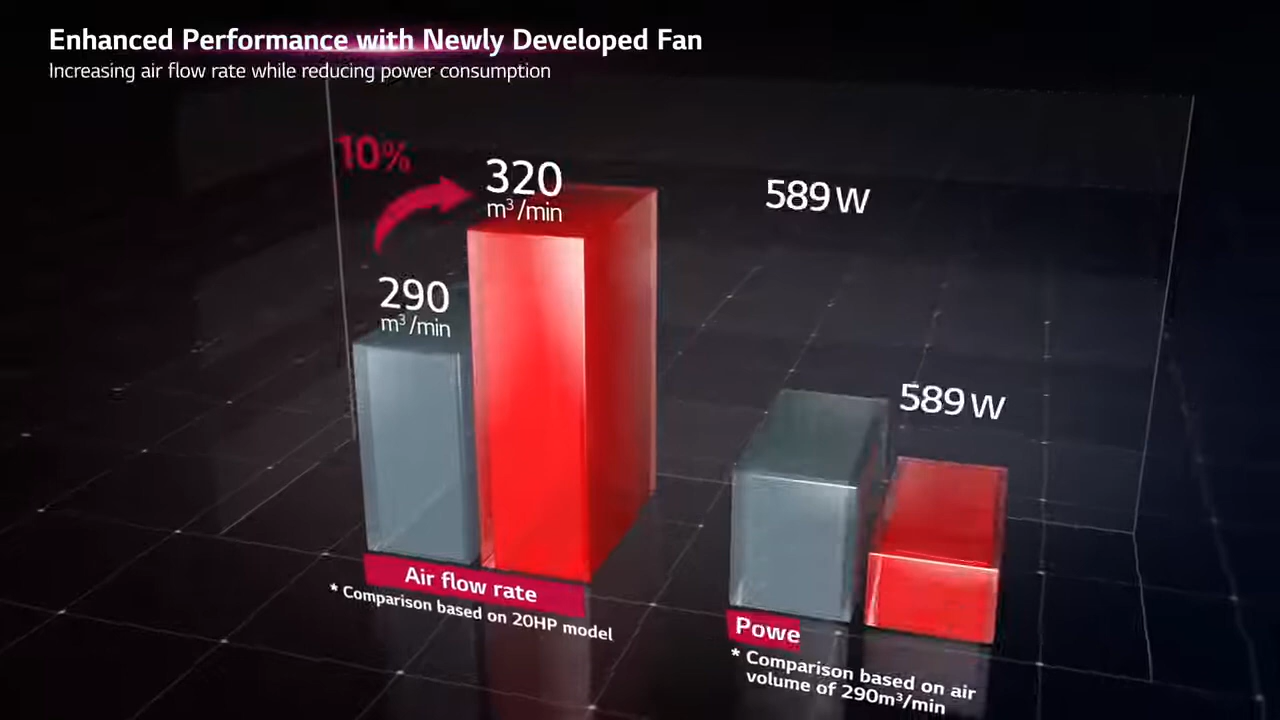 Enhanced Performance with Newly Developed Fan
Increasing air flow rate while reducing power consumption
10%
320
m³/min
290
m³/min
589 W
589 W
Air flow rate
* Comparison based on 20HP model
Powe
* Comparison based on air
volume of 290m³/min